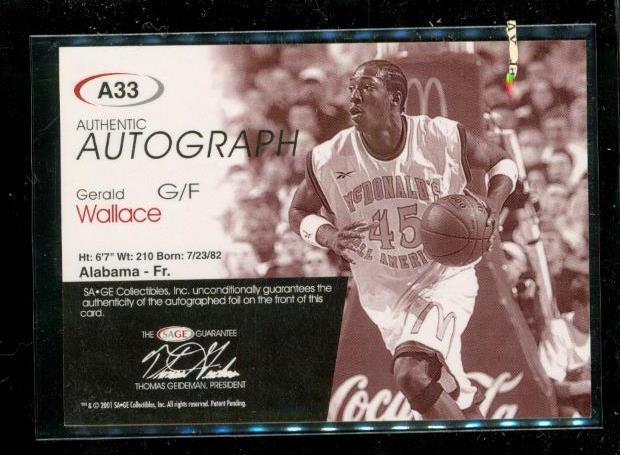 A33
AUTHENTIC
AUTOGRAPH
Gerald G/F
Wallace
Ht: 6'7" Wt: 210 Born: 7/23/82
Alabama - Fr.
SA•GE Collectibles, Inc. unconditionally guarantees the
authenticity of the autographed foil on the front of this
card.
THE SAGE GUARANTEE
THOMAS GEIDEMAN, PRESIDENT
™ & © 2001 SA•GE Collectibles, Inc. All rights reserved. Patent Pending.
McDONALD'S
45
ALL AMERIC
Coca